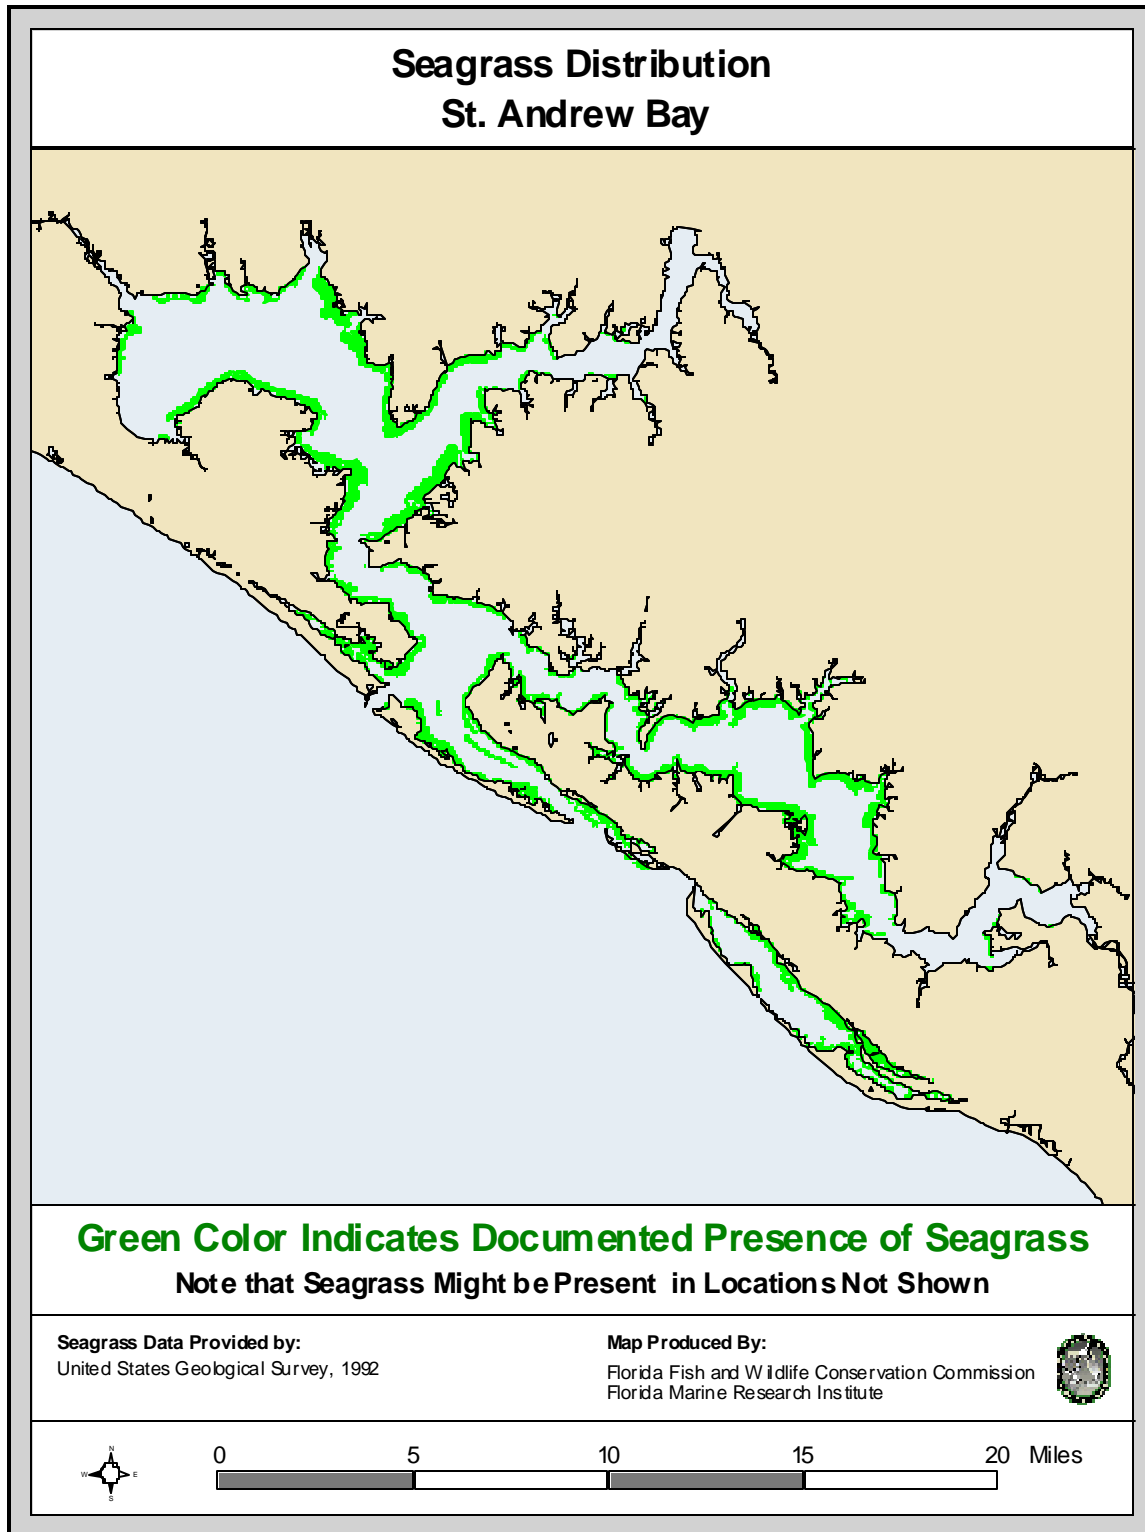 Seagrass Distribution
St. Andrew Bay
Green Color Indicates Documented Presence of Seagrass
Note that Seagrass Might be Present in Locations Not Shown
Seagrass Data Provided by:
United States Geological Survey, 1992
Map Produced By:
Florida Fish and Wildlife Conservation Commission
Florida Marine Research Institute
N
W E
S
0 5 10 15 20 Miles